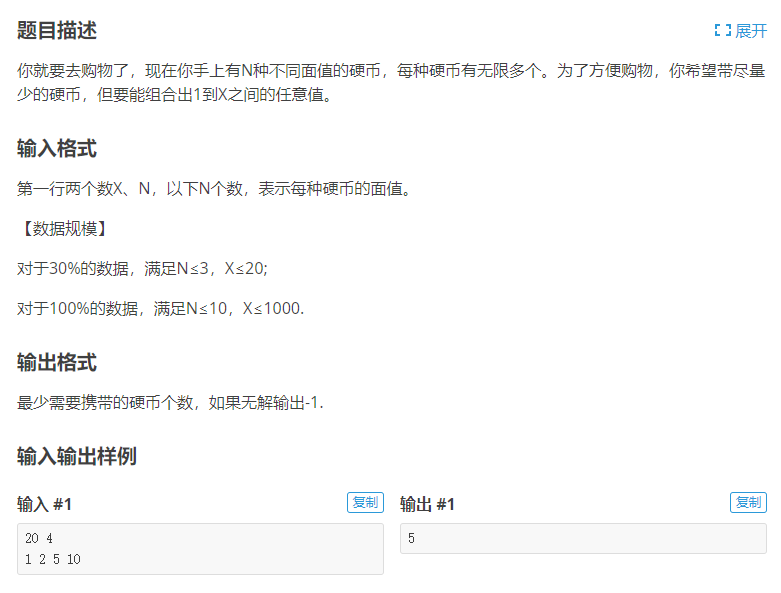 题目描述
展开
你就要去购物了，现在你手上有N种不同面值的硬币，每种硬币有无限多个。为了方便购物，你希望带尽量
少的硬币，但要能组合出1到X之间的任意值。
输入格式
第一行两个数X、N，以下N个数，表示每种硬币的面值。
【数据规模】
对于30%的数据，满足N≤3，X≤20;
对于100%的数据，满足N≤10，X≤1000.
输出格式
最少需要携带的硬币个数，如果无解输出-1.
输入输出样例
输入 #1
复制
20 4
1 2 5 10
输出 #1
复制
5